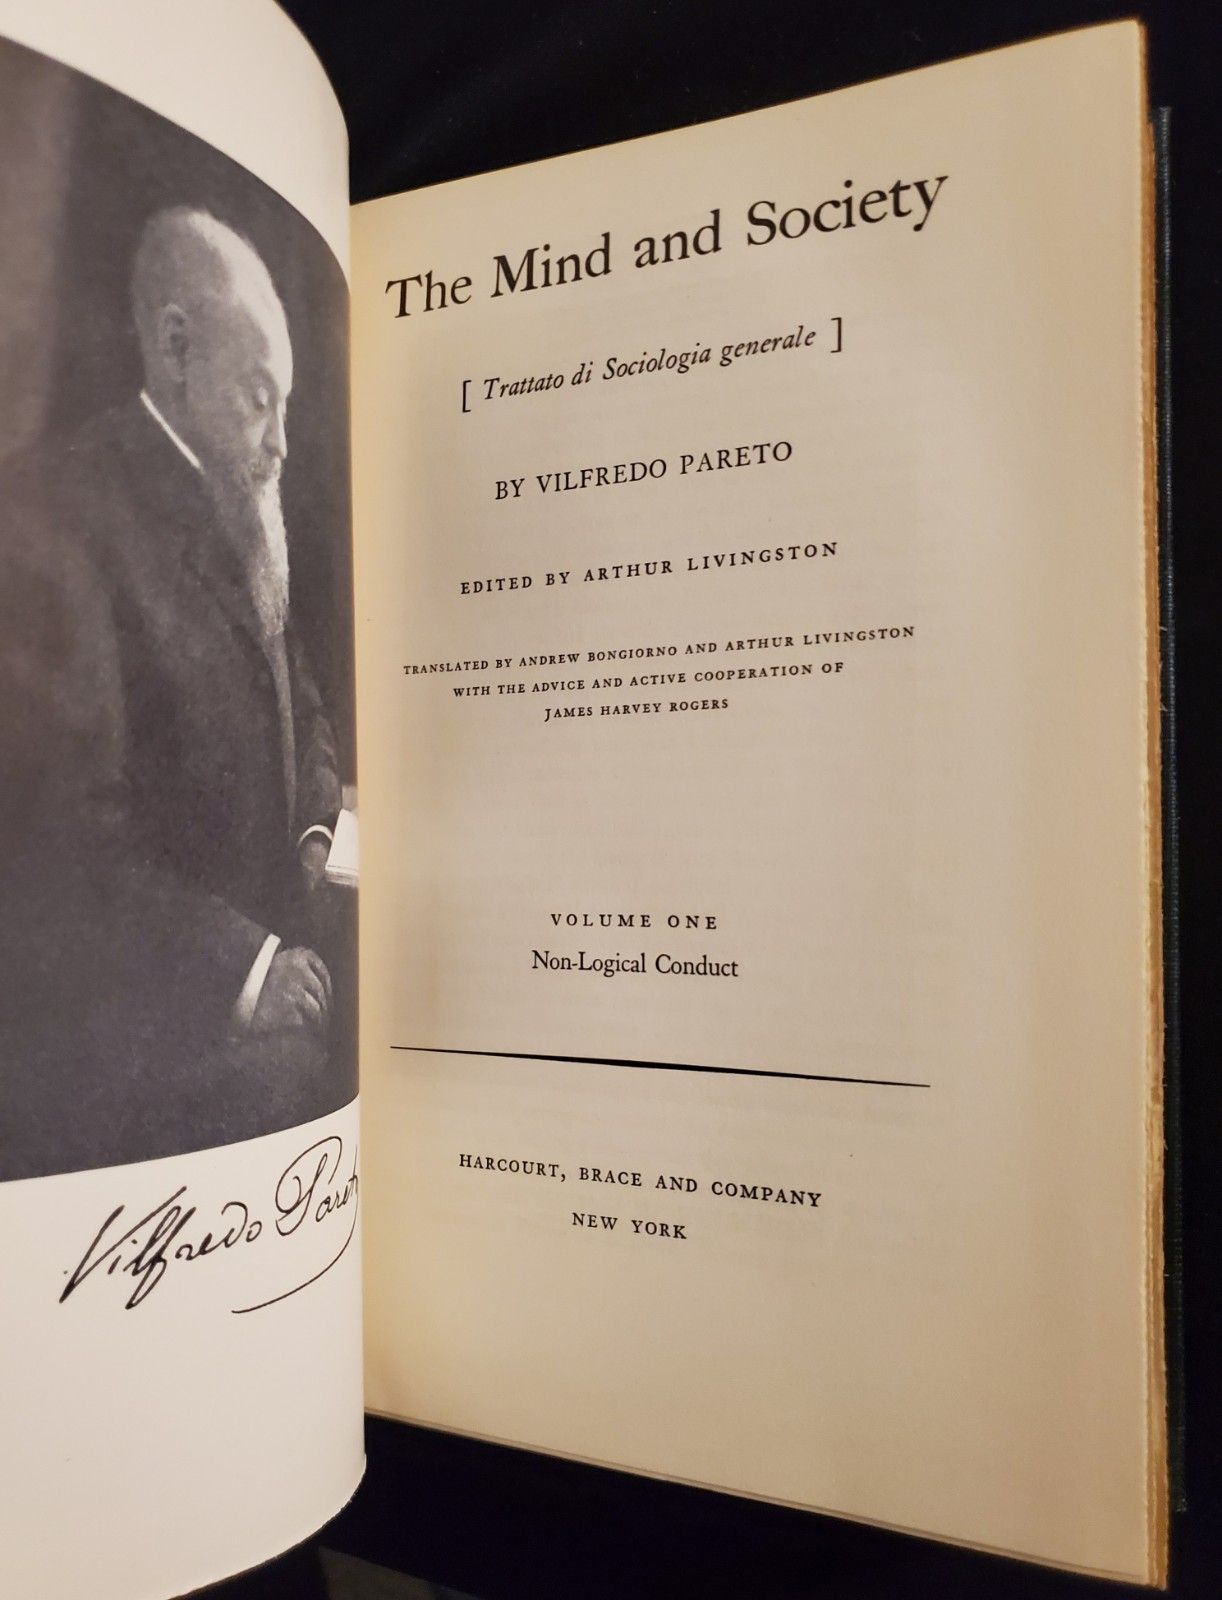 Vilfredo Pareto
The Mind and Society
[ Trattato di Sociologia generale ]
BY VILFREDO PARETO
EDITED BY ARTHUR LIVINGSTON
TRANSLATED BY ANDREW BONGIORNO AND ARTHUR LIVINGSTON
WITH THE ADVICE AND ACTIVE COOPERATION OF
JAMES HARVEY ROGERS
VOLUME ONE
Non-Logical Conduct
HARCOURT, BRACE AND COMPANY
NEW YORK